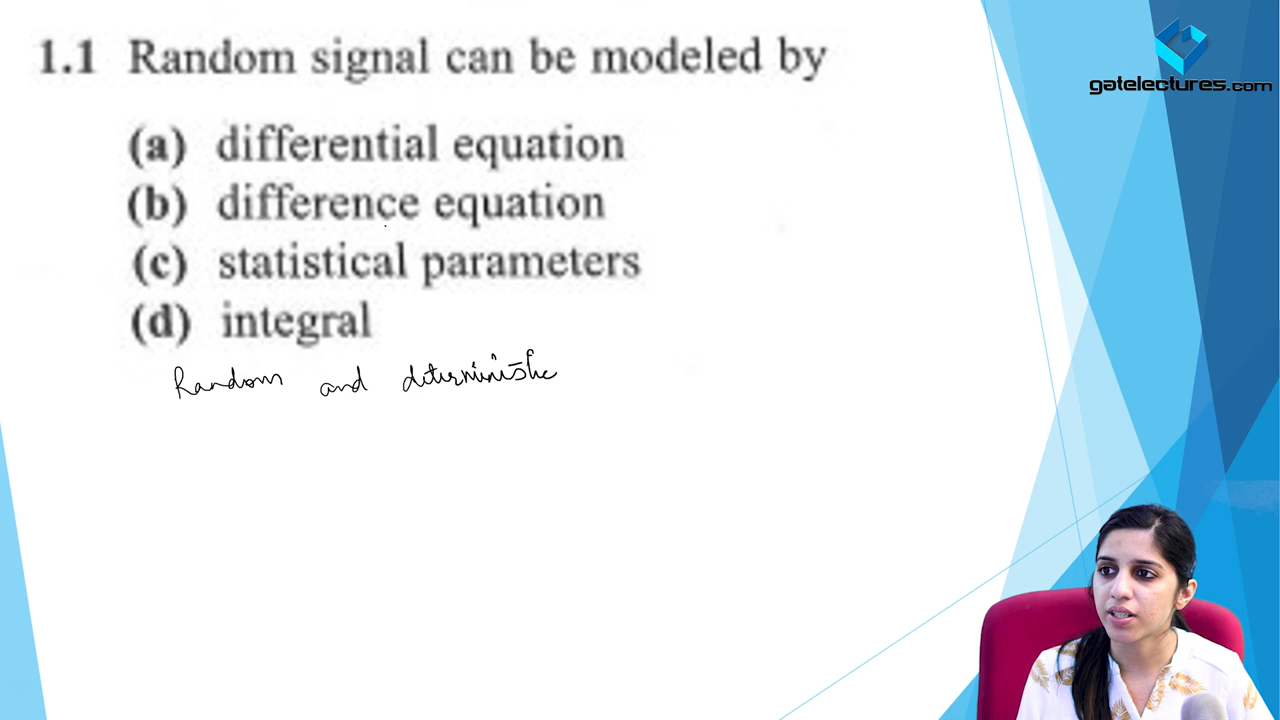 1.1 Random signal can be modeled by
gatelectures.com
(a) differential equation
(b) difference equation
(c) statistical parameters
(d) integral
Random and deterministic